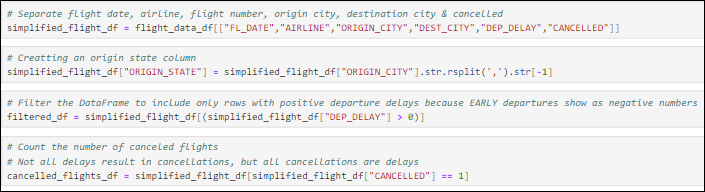 # Separate flight date, airline, flight number, origin city, destination city & cancelled
simplified_flight_df = flight_data_df[["FL_DATE","AIRLINE","ORIGIN_CITY","DEST_CITY","DEP_DELAY","CANCELLED"]]
# Creatting an origin state column
simplified_flight_df["ORIGIN_STATE"] = simplified_flight_df["ORIGIN_CITY"].str.rsplit(',').str[-1]
# Filter the DataFrame to include only rows with positive departure delays because EARLY departures show as negative numbers
filtered_df = simplified_flight_df[(simplified_flight_df["DEP_DELAY"] > 0)]
# Count the number of canceled flights
# Not all delays result in cancellations, but all cancellations are delays
cancelled_flights_df = simplified_flight_df[simplified_flight_df["CANCELLED"] == 1]